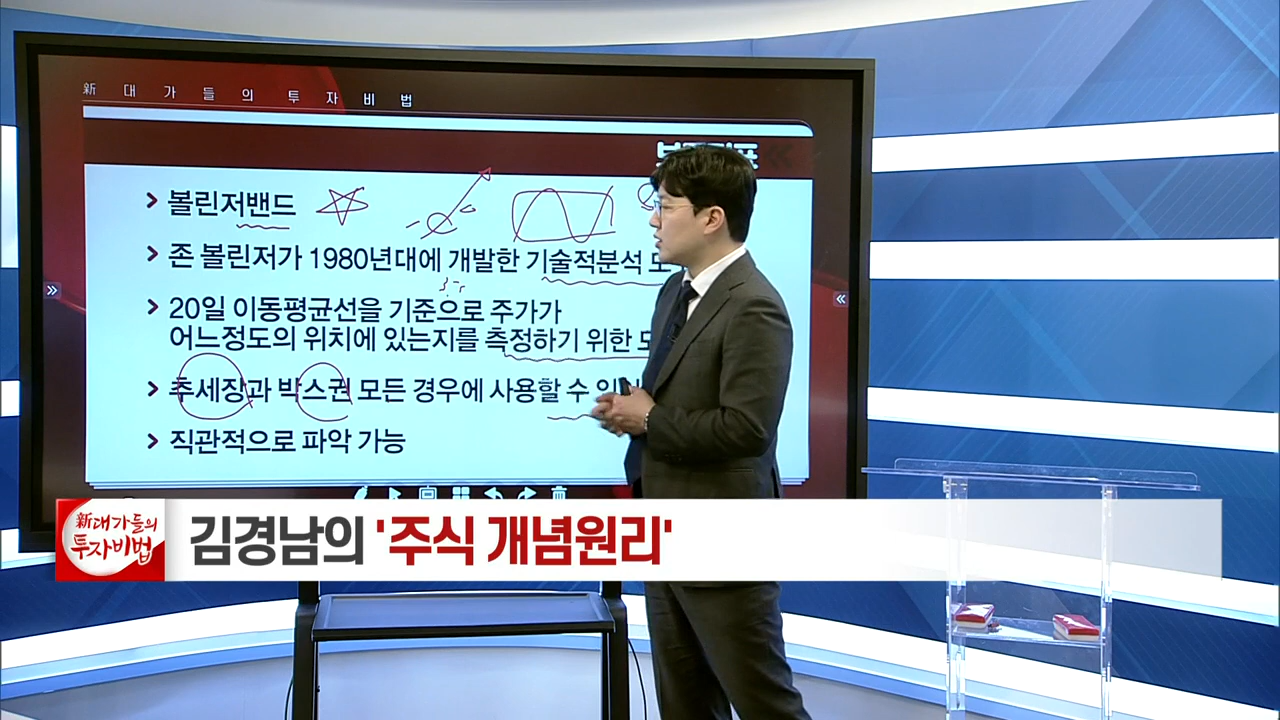 新 대 가 들 의 투 자 비 법
볼린저밴드
존 볼린저가 1980년대에 개발한 기술적분석
20일 이동평균선을 기준으로 주가가
어느정도의 위치에 있는지를 측정하기 위한
추세장과 박스권 모든 경우에 사용할 수
직관적으로 파악 가능
新대가들의
투자비법
김경남의 '주식 개념원리'